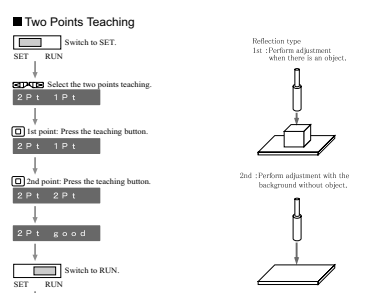 ■ Two Points Teaching
Switch to SET.
SET RUN
Select the two points teaching.
2Pt 1Pt
1st point: Press the teaching button.
2Pt 1Pt
2nd point: Press the teaching button.
2Pt 2Pt
2Pt good
Switch to RUN.
SET RUN
Reflection type
1st :Perform adjustment
when there is an object.
2nd :Perform adjustment with the
background without object.